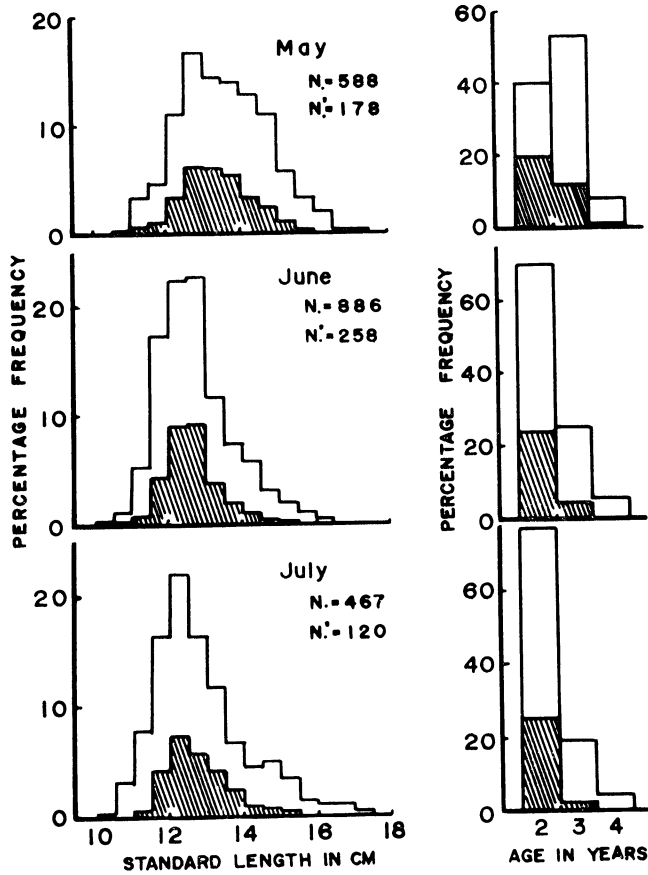 20
10
0
May
N.=588
N.'=178
60
40
20
0
20
10
0
June
N.=886
N.'=258
60
40
20
0
20
10
0
July
N.=467
N.'=120
60
40
20
0
PERCENTAGE FREQUENCY
PERCENTAGE FREQUENCY
10 12 14 16 18
STANDARD LENGTH IN CM
2 3 4
AGE IN YEARS